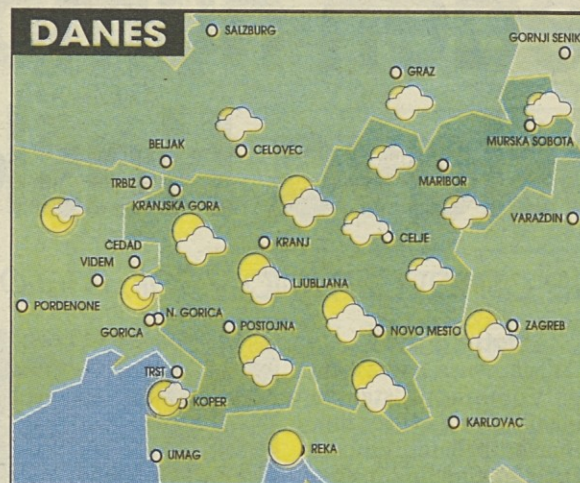 DANES
SALZBURG
GORNJI SENIK
GRAZ
MURSKA SOBOTA
BELJAK
CELOVEC
MARIBOR
TRBIŽ
KRANJSKA GORA
VARAŽDIN
ČEDAD
KRANJ
CELJE
VIDEM
LJUBLJANA
PORDENONE
N. GORICA
GORICA
POSTOJNA
NOVO MESTO
ZAGREB
TRST
KOPER
KARLOVAC
UMAG
REKA